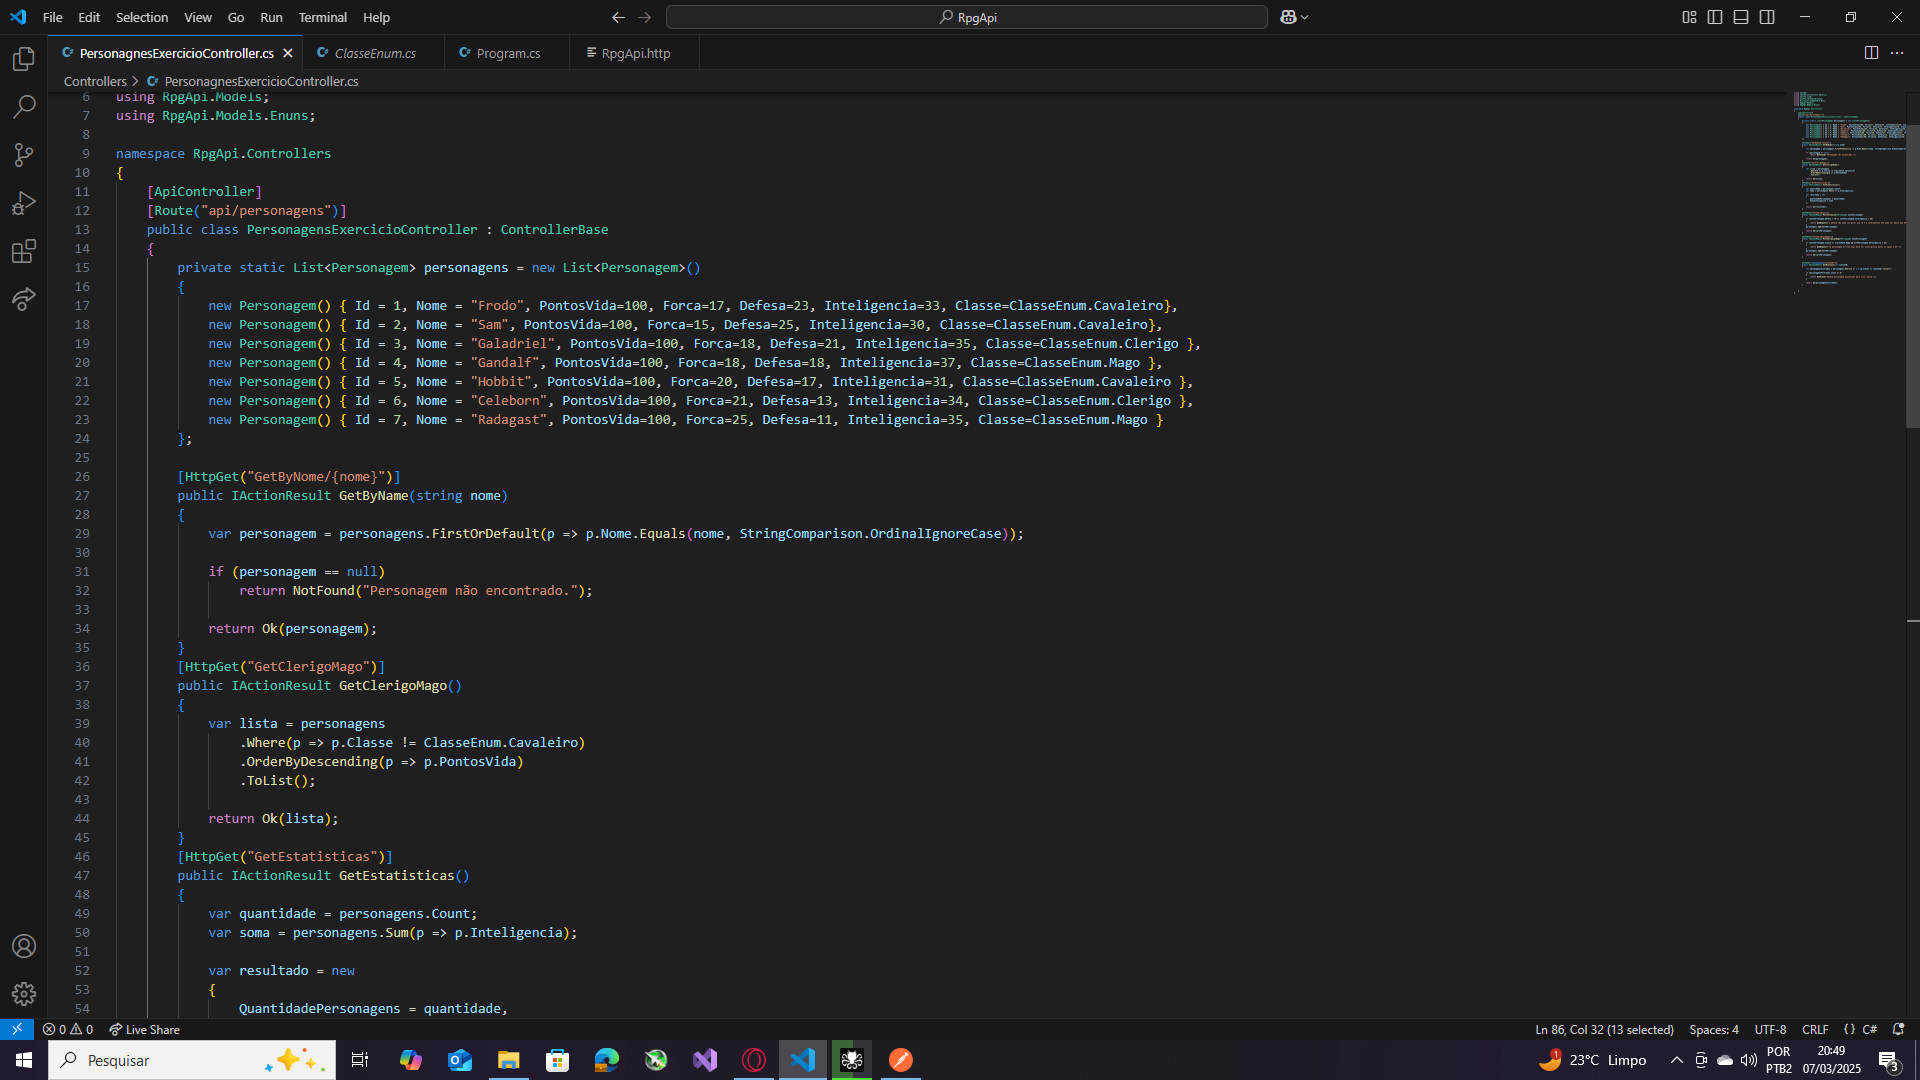 File Edit Selection View Go Run Terminal Help
RpgApi
PersonagnesExercicioController.cs
ClasseEnum.cs
Program.cs
RpgApi.http
Controllers > PersonagnesExercicioController.cs
6 using RpgApi.Models;
7 using RpgApi.Models.Enuns;
8
9 namespace RpgApi.Controllers
10 {
11 [ApiController]
12 [Route("api/personagens")]
13 public class PersonagensExercicioController : ControllerBase
14 {
15 private static List<Personagem> personagens = new List<Personagem>()
16 {
17 new Personagem() { Id = 1, Nome = "Frodo", PontosVida=100, Forca=17, Defesa=23, Inteligencia=33, Classe=ClasseEnum.Cavaleiro},
18 new Personagem() { Id = 2, Nome = "Sam", PontosVida=100, Forca=15, Defesa=25, Inteligencia=30, Classe=ClasseEnum.Cavaleiro},
19 new Personagem() { Id = 3, Nome = "Galadriel", PontosVida=100, Forca=18, Defesa=21, Inteligencia=35, Classe=ClasseEnum.Clerigo },
20 new Personagem() { Id = 4, Nome = "Gandalf", PontosVida=100, Forca=18, Defesa=18, Inteligencia=37, Classe=ClasseEnum.Mago },
21 new Personagem() { Id = 5, Nome = "Hobbit", PontosVida=100, Forca=20, Defesa=17, Inteligencia=31, Classe=ClasseEnum.Cavaleiro },
22 new Personagem() { Id = 6, Nome = "Celeborn", PontosVida=100, Forca=21, Defesa=13, Inteligencia=34, Classe=ClasseEnum.Clerigo },
23 new Personagem() { Id = 7, Nome = "Radagast", PontosVida=100, Forca=25, Defesa=11, Inteligencia=35, Classe=ClasseEnum.Mago }
24 };
25
26 [HttpGet("GetByNome/{nome}")]
27 public IActionResult GetByName(string nome)
28 {
29 var personagem = personagens.FirstOrDefault(p => p.Nome.Equals(nome, StringComparison.OrdinalIgnoreCase));
30
31 if (personagem == null)
32 return NotFound("Personagem não encontrado.");
33
34 return Ok(personagem);
35 }
36 [HttpGet("GetClerigoMago")]
37 public IActionResult GetClerigoMago()
38 {
39 var lista = personagens
40 .Where(p => p.Classe != ClasseEnum.Cavaleiro)
41 .OrderByDescending(p => p.PontosVida)
42 .ToList();
43
44 return Ok(lista);
45 }
46 [HttpGet("GetEstatisticas")]
47 public IActionResult GetEstatisticas()
48 {
49 var quantidade = personagens.Count;
50 var soma = personagens.Sum(p => p.Inteligencia);
51
52 var resultado = new
53 {
54 QuantidadePersonagens = quantidade,
0 0 Live Share
Ln 86, Col 32 (13 selected) Spaces: 4 UTF-8 CRLF {} C#
Pesquisar
1 23°C Limpo
POR PTB2
20:49
07/03/2025
3